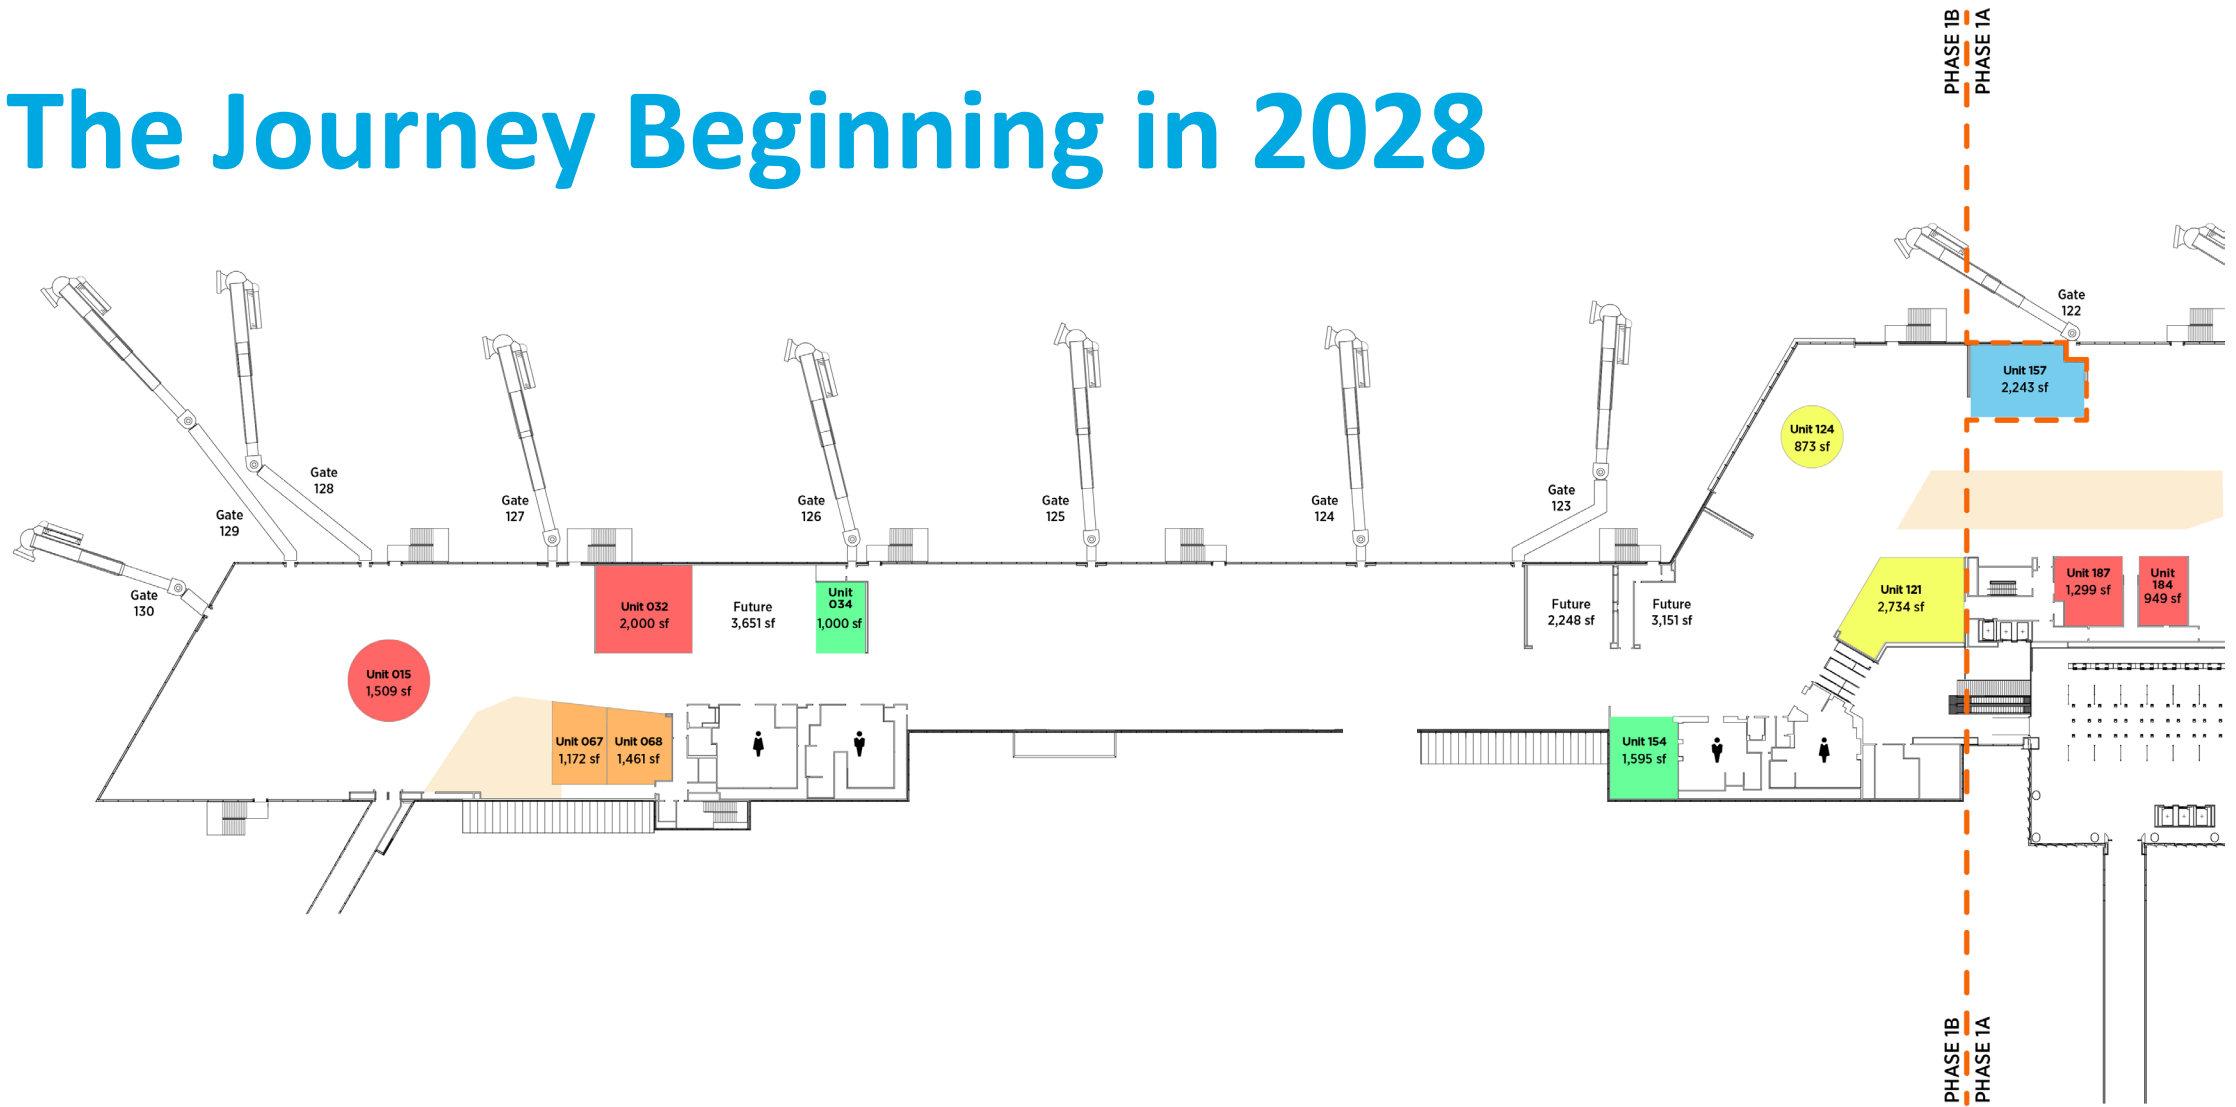 The Journey Beginning in 2028
PHASE 1B
PHASE 1A
Gate
122
Unit 157
2,243 sf
Unit 124
873 sf
Gate
128
Gate
129
Gate
130
Gate
127
Gate
126
Gate
125
Gate
124
Gate
123
Unit 032
2,000 sf
Future
3,651 sf
Unit
034
1,000 sf
Future
2,248 sf
Future
3,151 sf
Unit 121
2,734 sf
Unit 187
1,299 sf
Unit
184
949 sf
Unit 015
1,509 sf
Unit 067
1,172 sf
Unit 068
1,461 sf
Unit 154
1,595 sf
PHASE 1B
PHASE 1A